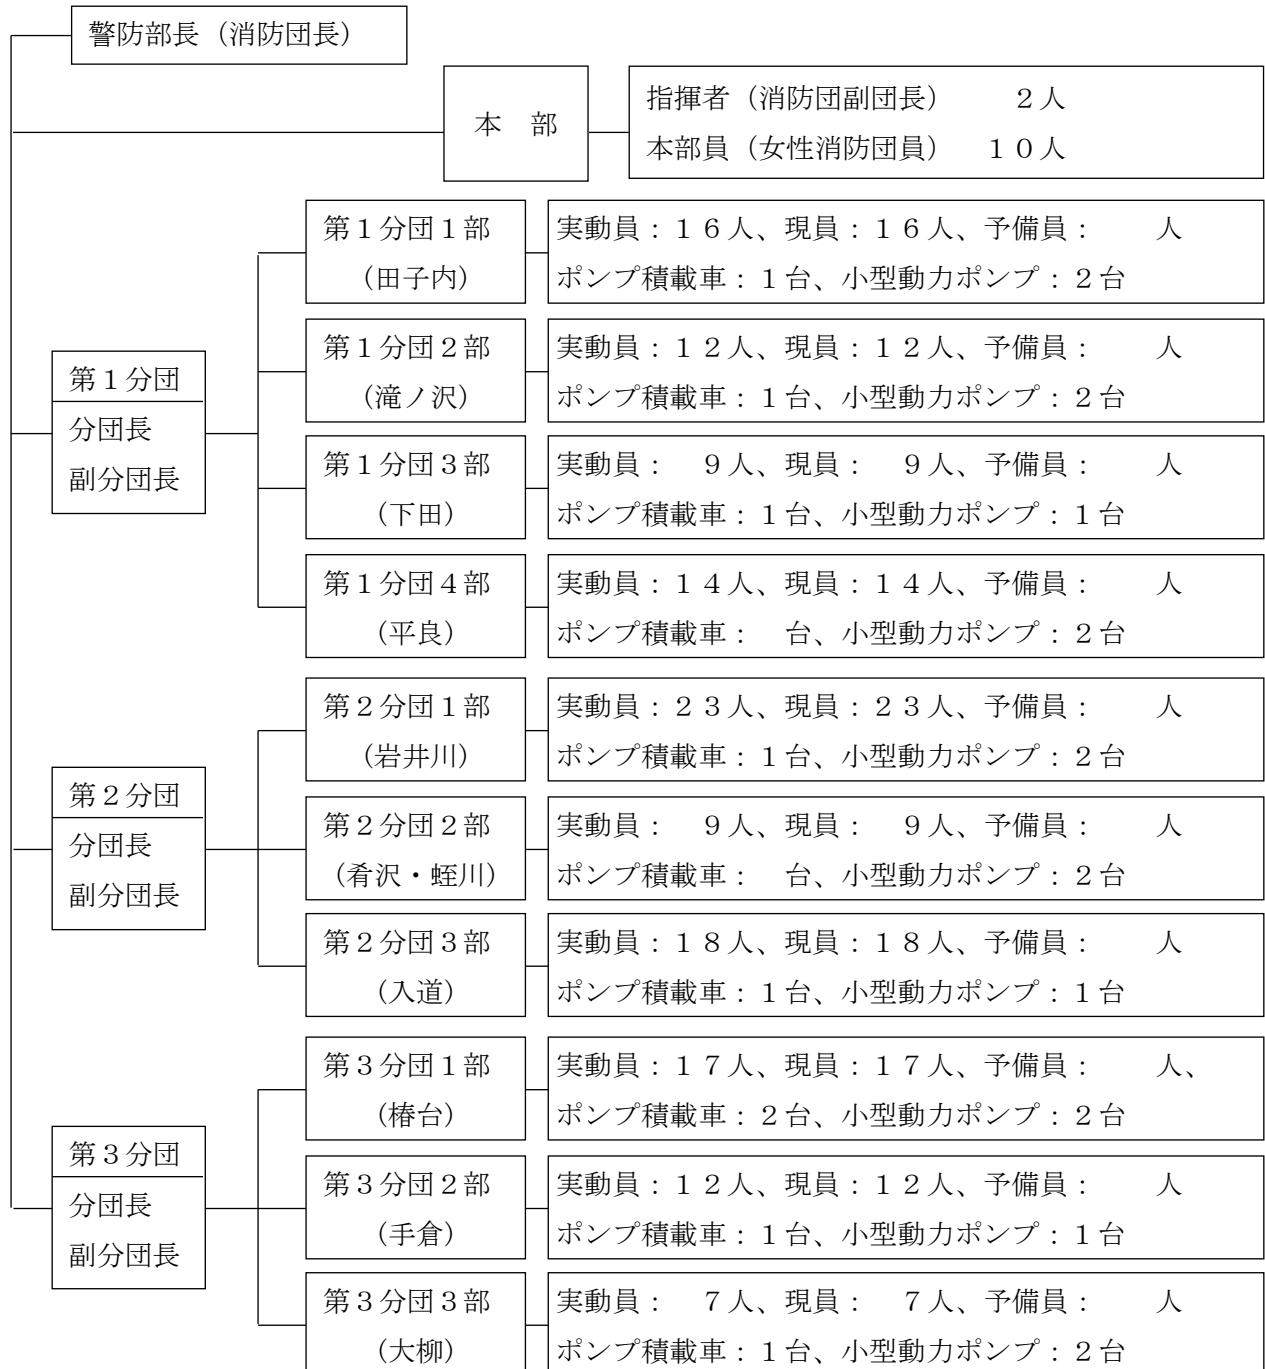 警防部長（消防団長）
本　部
指揮者（消防団副団長）　　２人
本部員（女性消防団員）　１０人
第１分団
分団長
副分団長
第１分団１部
（田子内）
実動員：１６人、現員：１６人、予備員：　　人
ポンプ積載車：１台、小型動力ポンプ：２台
第１分団２部
（滝ノ沢）
実動員：１２人、現員：１２人、予備員：　　人
ポンプ積載車：１台、小型動力ポンプ：２台
第１分団３部
（下田）
実動員：　９人、現員：　９人、予備員：　　人
ポンプ積載車：１台、小型動力ポンプ：１台
第１分団４部
（平良）
実動員：１４人、現員：１４人、予備員：　　人
ポンプ積載車：　台、小型動力ポンプ：２台
第２分団
分団長
副分団長
第２分団１部
（岩井川）
実動員：２３人、現員：２３人、予備員：　　人
ポンプ積載車：１台、小型動力ポンプ：２台
第２分団２部
（肴沢・蛭川）
実動員：　９人、現員：　９人、予備員：　　人
ポンプ積載車：　台、小型動力ポンプ：２台
第２分団３部
（入道）
実動員：１８人、現員：１８人、予備員：　　人
ポンプ積載車：１台、小型動力ポンプ：１台
第３分団
分団長
副分団長
第３分団１部
（椿台）
実動員：１７人、現員：１７人、予備員：　　人、
ポンプ積載車：２台、小型動力ポンプ：２台
第３分団２部
（手倉）
実動員：１２人、現員：１２人、予備員：　　人
ポンプ積載車：１台、小型動力ポンプ：１台
第３分団３部
（大柳）
実動員：　７人、現員：　７人、予備員：　　人
ポンプ積載車：１台、小型動力ポンプ：２台